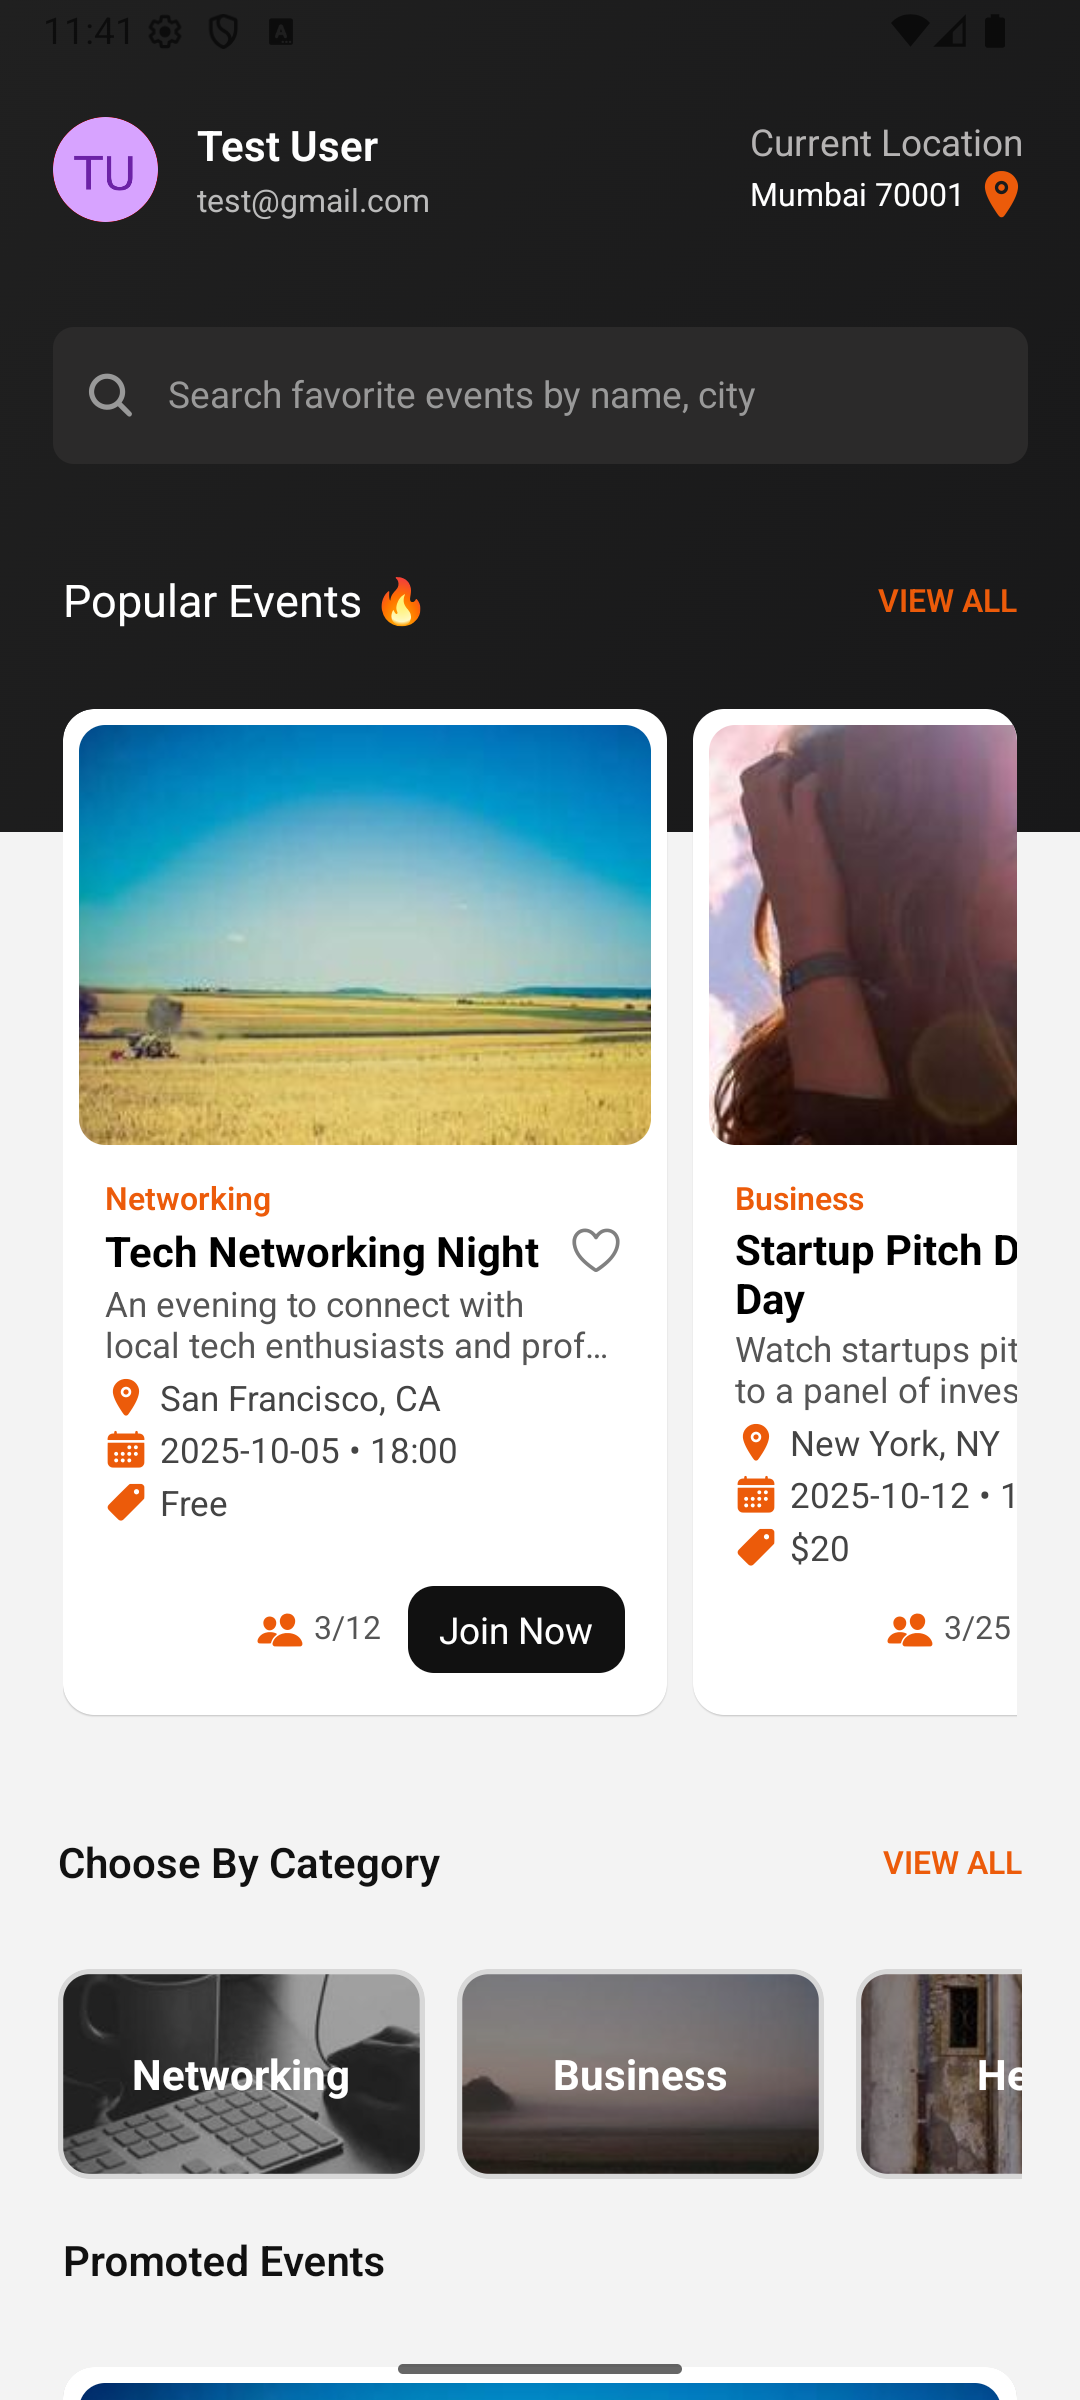 11:41
Test User
test@gmail.com
Current Location
Mumbai 70001
TU
Search favorite events by name, city
Popular Events 🔥
VIEW ALL
Networking
Tech Networking Night
An evening to connect with
local tech enthusiasts and prof…
San Francisco, CA
2025-10-05 • 18:00
Free
3/12
Join Now
Business
Startup Pitch D
Day
Watch startups pit
to a panel of inves
New York, NY
2025-10-12 • 1
$20
3/25
Choose By Category
VIEW ALL
Networking
Business
He
Promoted Events